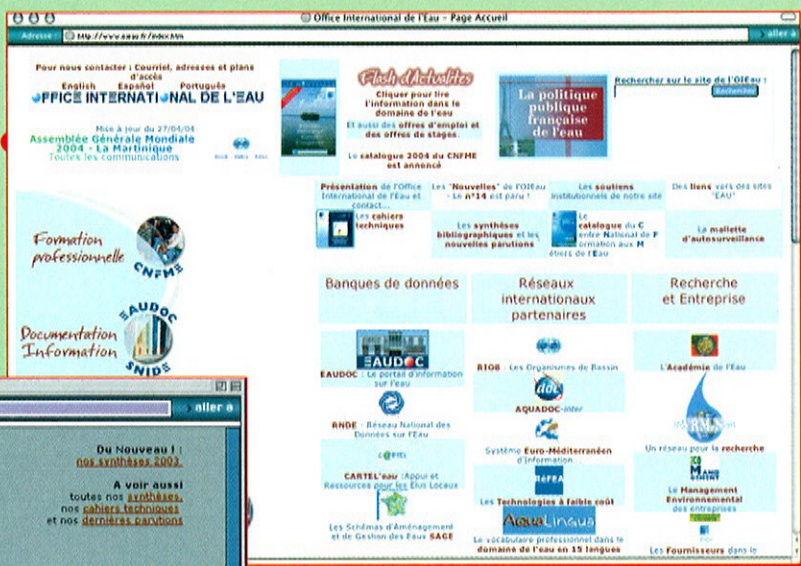 Office International de l'Eau - Page Accueil
Adresse :
aller à
Pour nous contacter : Courriel, adresses et plans
d'accès
English Español Português
OFFICE INTERNATIONAL DE L'EAU
Mise à jour du 27/04/04
Assemblée Générale Mondiale
2004 - La Martinique
Toutes les communications
Flash d'Actualités
Cliquer pour lire
l'information dans le
domaine de l'eau
Et aussi des offres d'emploi et
des offres de stages.
Le catalogue 2004 du CNFME
est annoncé
La politique
publique
française
de l'eau
Rechercher sur le site de l'OIEau :
Rechercher
Présentation de l'Office
International de l'Eau et
contact...
Les "Nouvelles" de l'OIEau
- Le n°14 est paru !
Les soutiens
institutionnels de notre site
Des liens vers des sites
"EAU"
Les cahiers
techniques
Les synthèses
bibliographiques et les
nouvelles parutions
Le
catalogue du C
entre National de F
ormation aux M
étiers de l'Eau
La mallette
d'autosurveillance
Formation
professionnelle
CNFME
Documentation
Information
EAUDOC
SNIDE
Banques de données
EAUDOC
EAUDOC : Le portail d'information
sur l'eau
RNDE - Réseau National des
Données sur l'Eau
CARTEL'eau :Appui et
Ressources pour les Elus Locaux
Les Schémas d'Aménagement
et de Gestion des Eaux SAGE
Réseaux
internationaux
partenaires
RIOB - Les Organismes de Bassin
doc
AQUADOC-inter
Système Euro-Méditerranéen
d'Information...
Les Technologies à faible coût
AquaLingua
Le vocabulaire professionnel dans le
domaine de l'eau en 15 langues
Recherche
et Entreprise
L'Académie de l'Eau
Un réseau pour la recherche
Le Management
Environnemental
des entreprises
Les Fournisseurs dans le
aller à
Du Nouveau ! :
nos synthèses 2003.
A voir aussi
toutes nos synthèses,
nos cahiers techniques
et nos dernières parutions